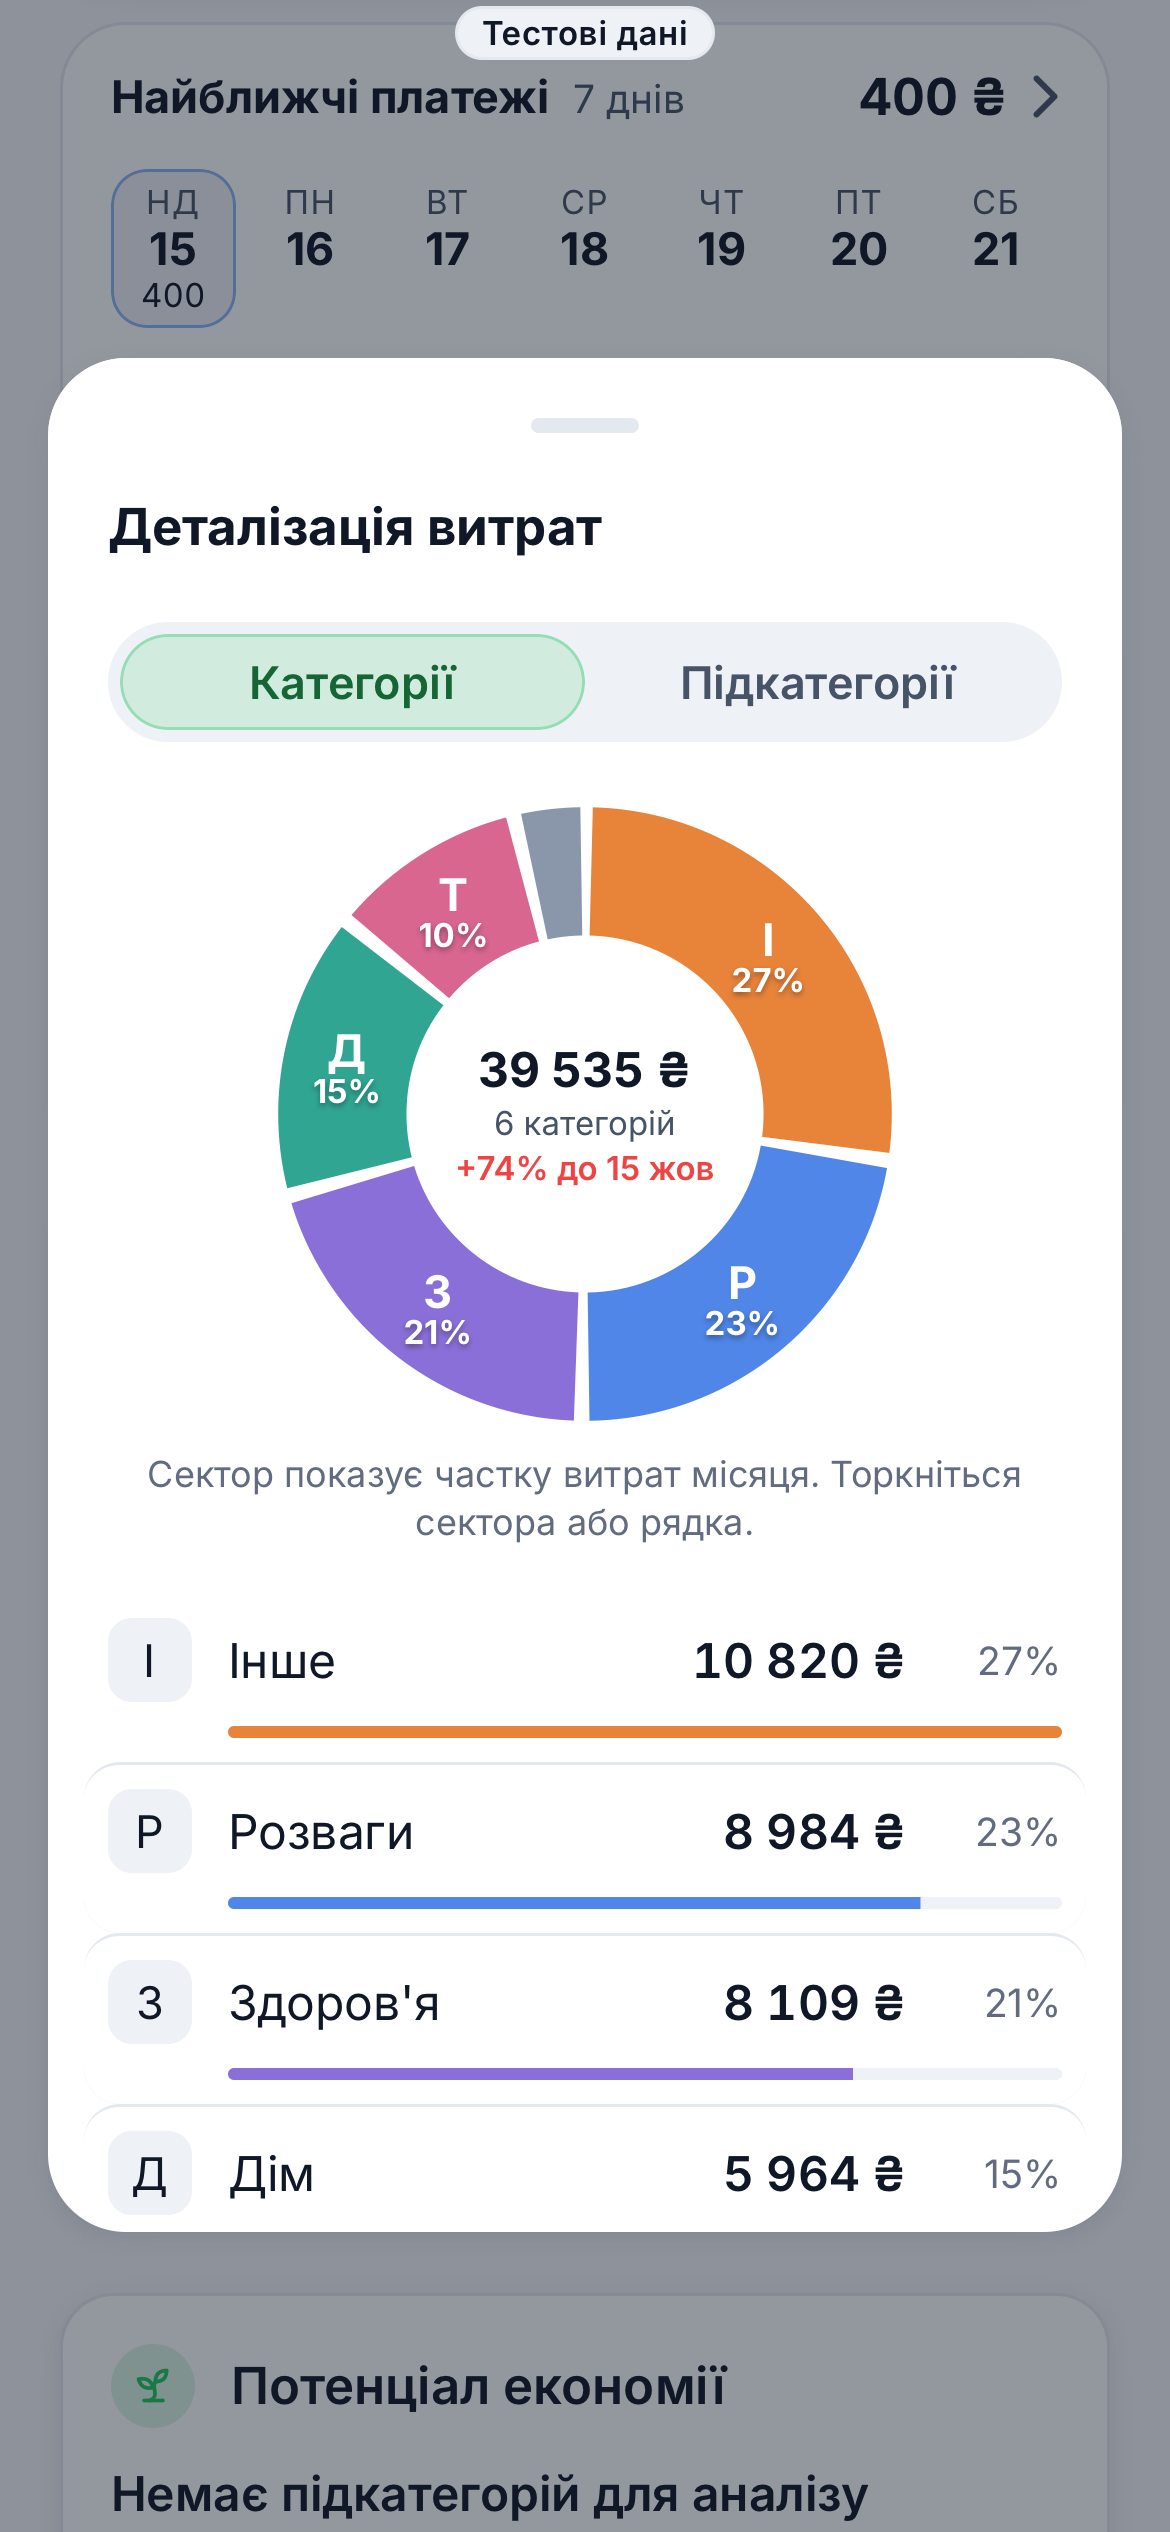 Тестові дані
Найближчі платежі 7 днів 400 ₴
НД ПН ВТ СР ЧТ ПТ СБ
15 16 17 18 19 20 21
400
Деталізація витрат
Категорії Підкатегорії
Т
10%
І
27%
Д
15%
39 535 ₴
6 категорій
+74% до 15 жов
З
21%
Р
23%
Сектор показує частку витрат місяця. Торкніться
сектора або рядка.
І Інше 10 820 ₴ 27%
Р Розваги 8 984 ₴ 23%
З Здоров'я 8 109 ₴ 21%
Д Дім 5 964 ₴ 15%
Потенціал економії
Немає підкатегорій для аналізу